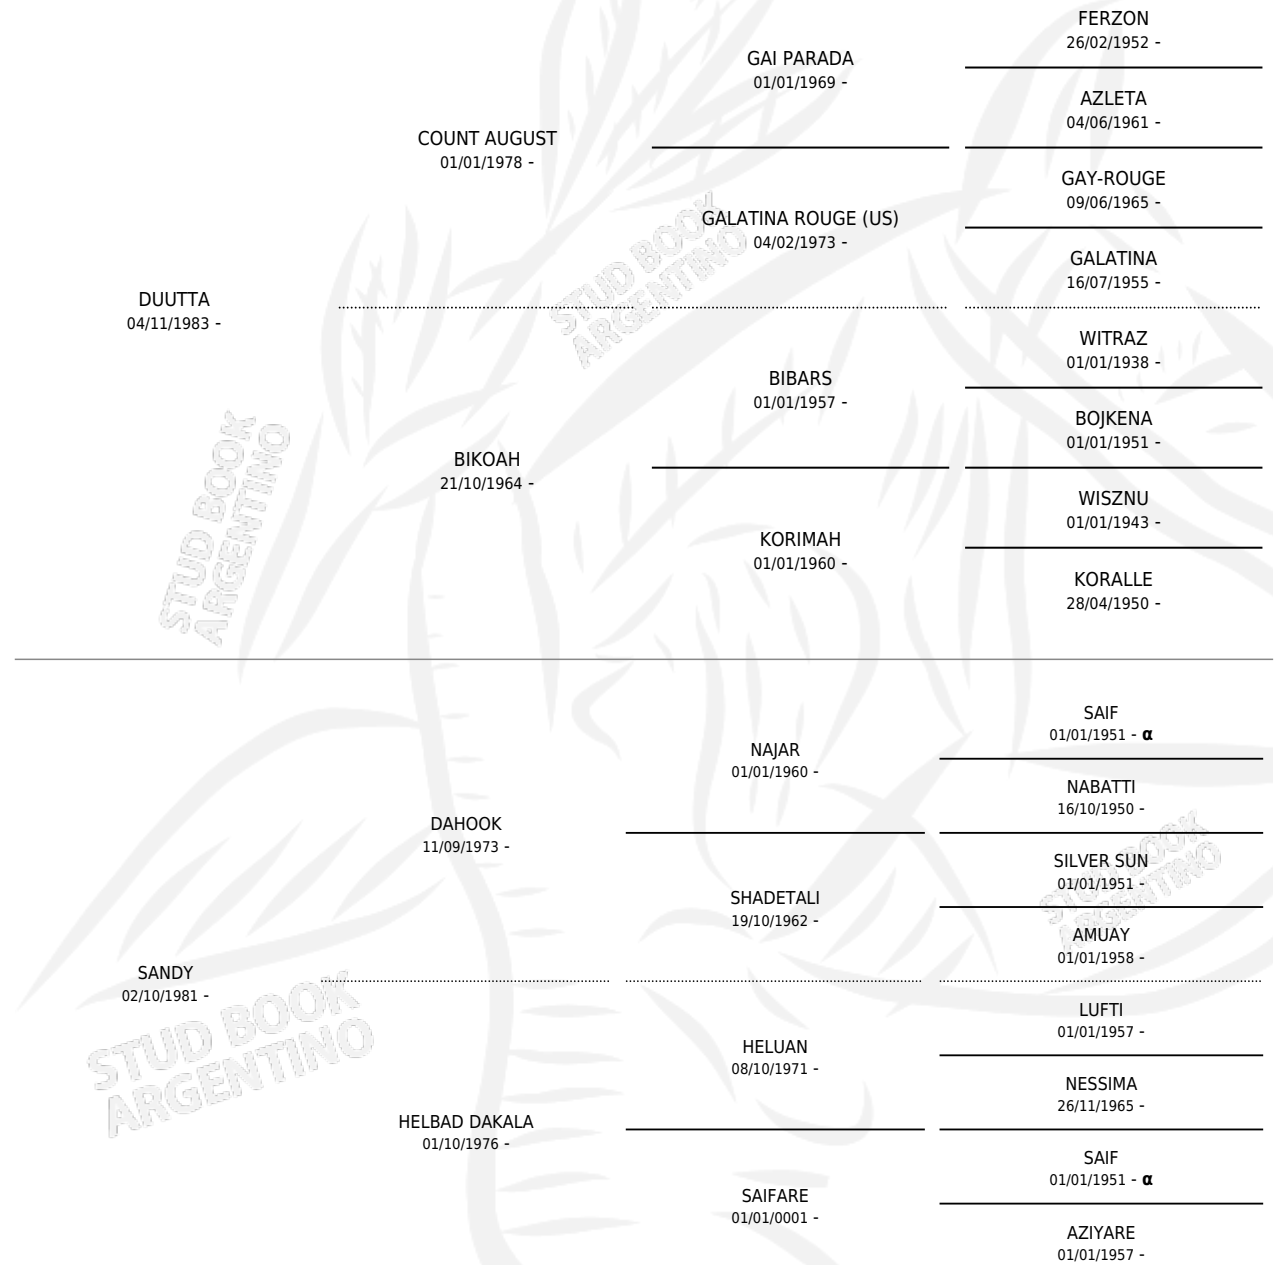 FERZON
26/02/1952 -
GAI PARADA
01/01/1969 -
AZLETA
04/06/1961 -
COUNT AUGUST
01/01/1978 -
GAY-ROUGE
09/06/1965 -
GALATINA ROUGE (US)
04/02/1973 -
GALATINA
16/07/1955 -
DUUTTA
04/11/1983 -
WITRAZ
01/01/1938 -
BIBARS
01/01/1957 -
BOJKENA
01/01/1951 -
BIKOAH
21/10/1964 -
WISZNU
01/01/1943 -
KORIMAH
01/01/1960 -
KORALLE
28/04/1950 -
SAIF
01/01/1951 - α
NAJAR
01/01/1960 -
NABATTI
16/10/1950 -
DAHOOK
11/09/1973 -
SILVER SUN
01/01/1951 -
SHADETALI
19/10/1962 -
AMUAY
01/01/1958 -
SANDY
02/10/1981 -
LUFTI
01/01/1957 -
HELUAN
08/10/1971 -
NESSIMA
26/11/1965 -
HELBAD DAKALA
01/10/1976 -
SAIF
01/01/1951 - α
SAIFARE
01/01/0001 -
AZIYARE
01/01/1957 -
STUD BOOK
ARGENTINO
STUD BOOK
ARGENTINO
STUD BOOK
ARGENTINO
STUD BOOK
ARGENTINO